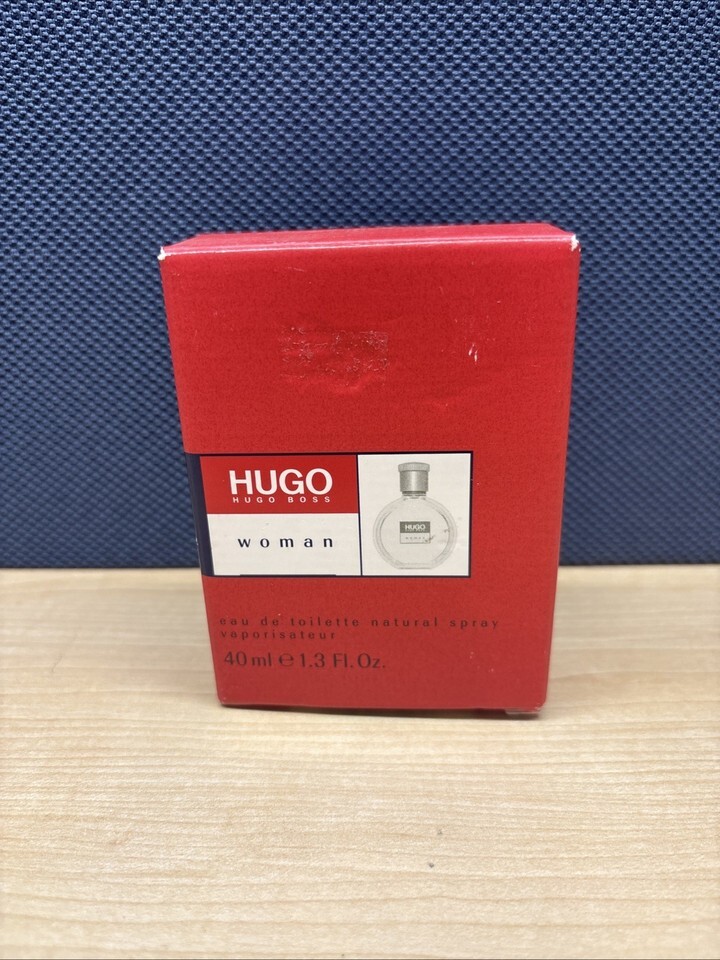 HUGO
HUGO BOSS
woman
HUGO
eau de toilette natural spray
vaporisateur
40 ml e 1.3 Fl. Oz.